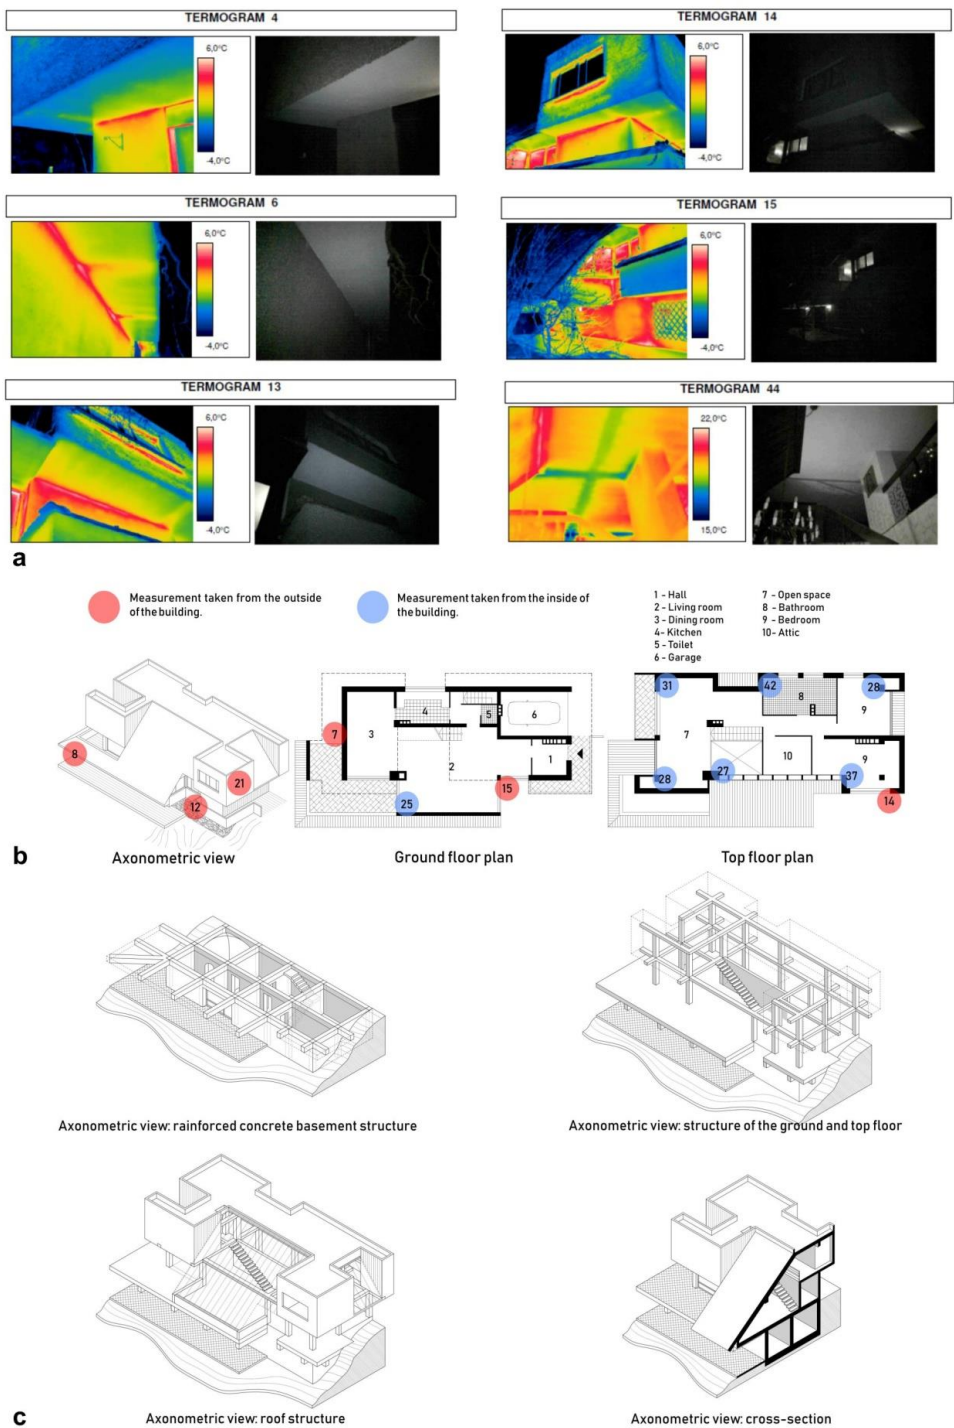 TERMOGRAM 4
6,0°C
-4,0°C
TERMOGRAM 14
6,0°C
-4,0°C
TERMOGRAM 6
6,0°C
-4,0°C
TERMOGRAM 15
6,0°C
-4,0°C
TERMOGRAM 13
6,0°C
-4,0°C
TERMOGRAM 44
22,0°C
15,0°C
a
Measurement taken from the outside
of the building.
Measurement taken from the inside of
the building.
1 - Hall
2 - Living room
3 - Dining room
4- Kitchen
5 - Toilet
6 - Garage
7 - Open space
8 - Bathroom
9 - Bedroom
10- Attic
8
21
12
7
3
4
5
6
2
1
25
15
31
42
28
8
9
7
10
9
28
27
37
14
b
Axonometric view
Ground floor plan
Top floor plan
Axonometric view: rainforced concrete basement structure
Axonometric view: structure of the ground and top floor
c
Axonometric view: roof structure
Axonometric view: cross-section